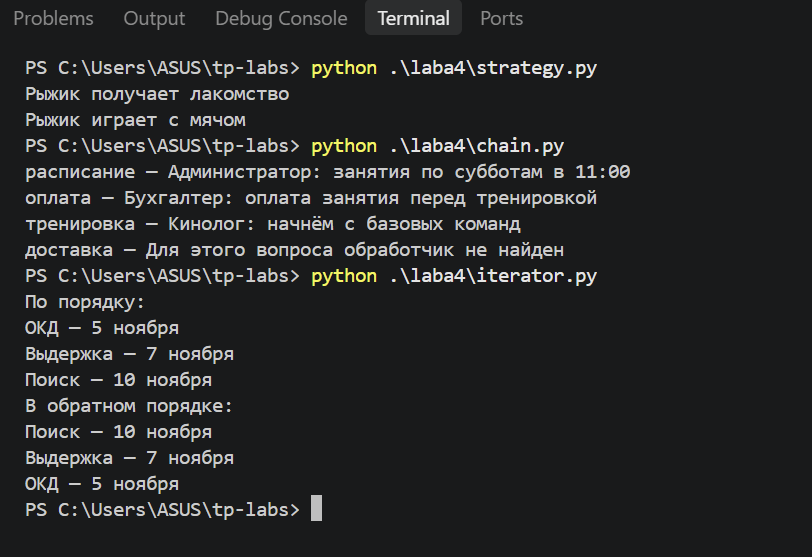 Problems Output Debug Console Terminal Ports
PS C:\Users\ASUS\tp-labs> python .\laba4\strategy.py
Рыжик получает лакомство
Рыжик играет с мячом
PS C:\Users\ASUS\tp-labs> python .\laba4\chain.py
расписание — Администратор: занятия по субботам в 11:00
оплата — Бухгалтер: оплата занятия перед тренировкой
тренировка — Кинолог: начнём с базовых команд
доставка — Для этого вопроса обработчик не найден
PS C:\Users\ASUS\tp-labs> python .\laba4\iterator.py
По порядку:
ОКД — 5 ноября
Выдержка — 7 ноября
Поиск — 10 ноября
В обратном порядке:
Поиск — 10 ноября
Выдержка — 7 ноября
ОКД — 5 ноября
PS C:\Users\ASUS\tp-labs>